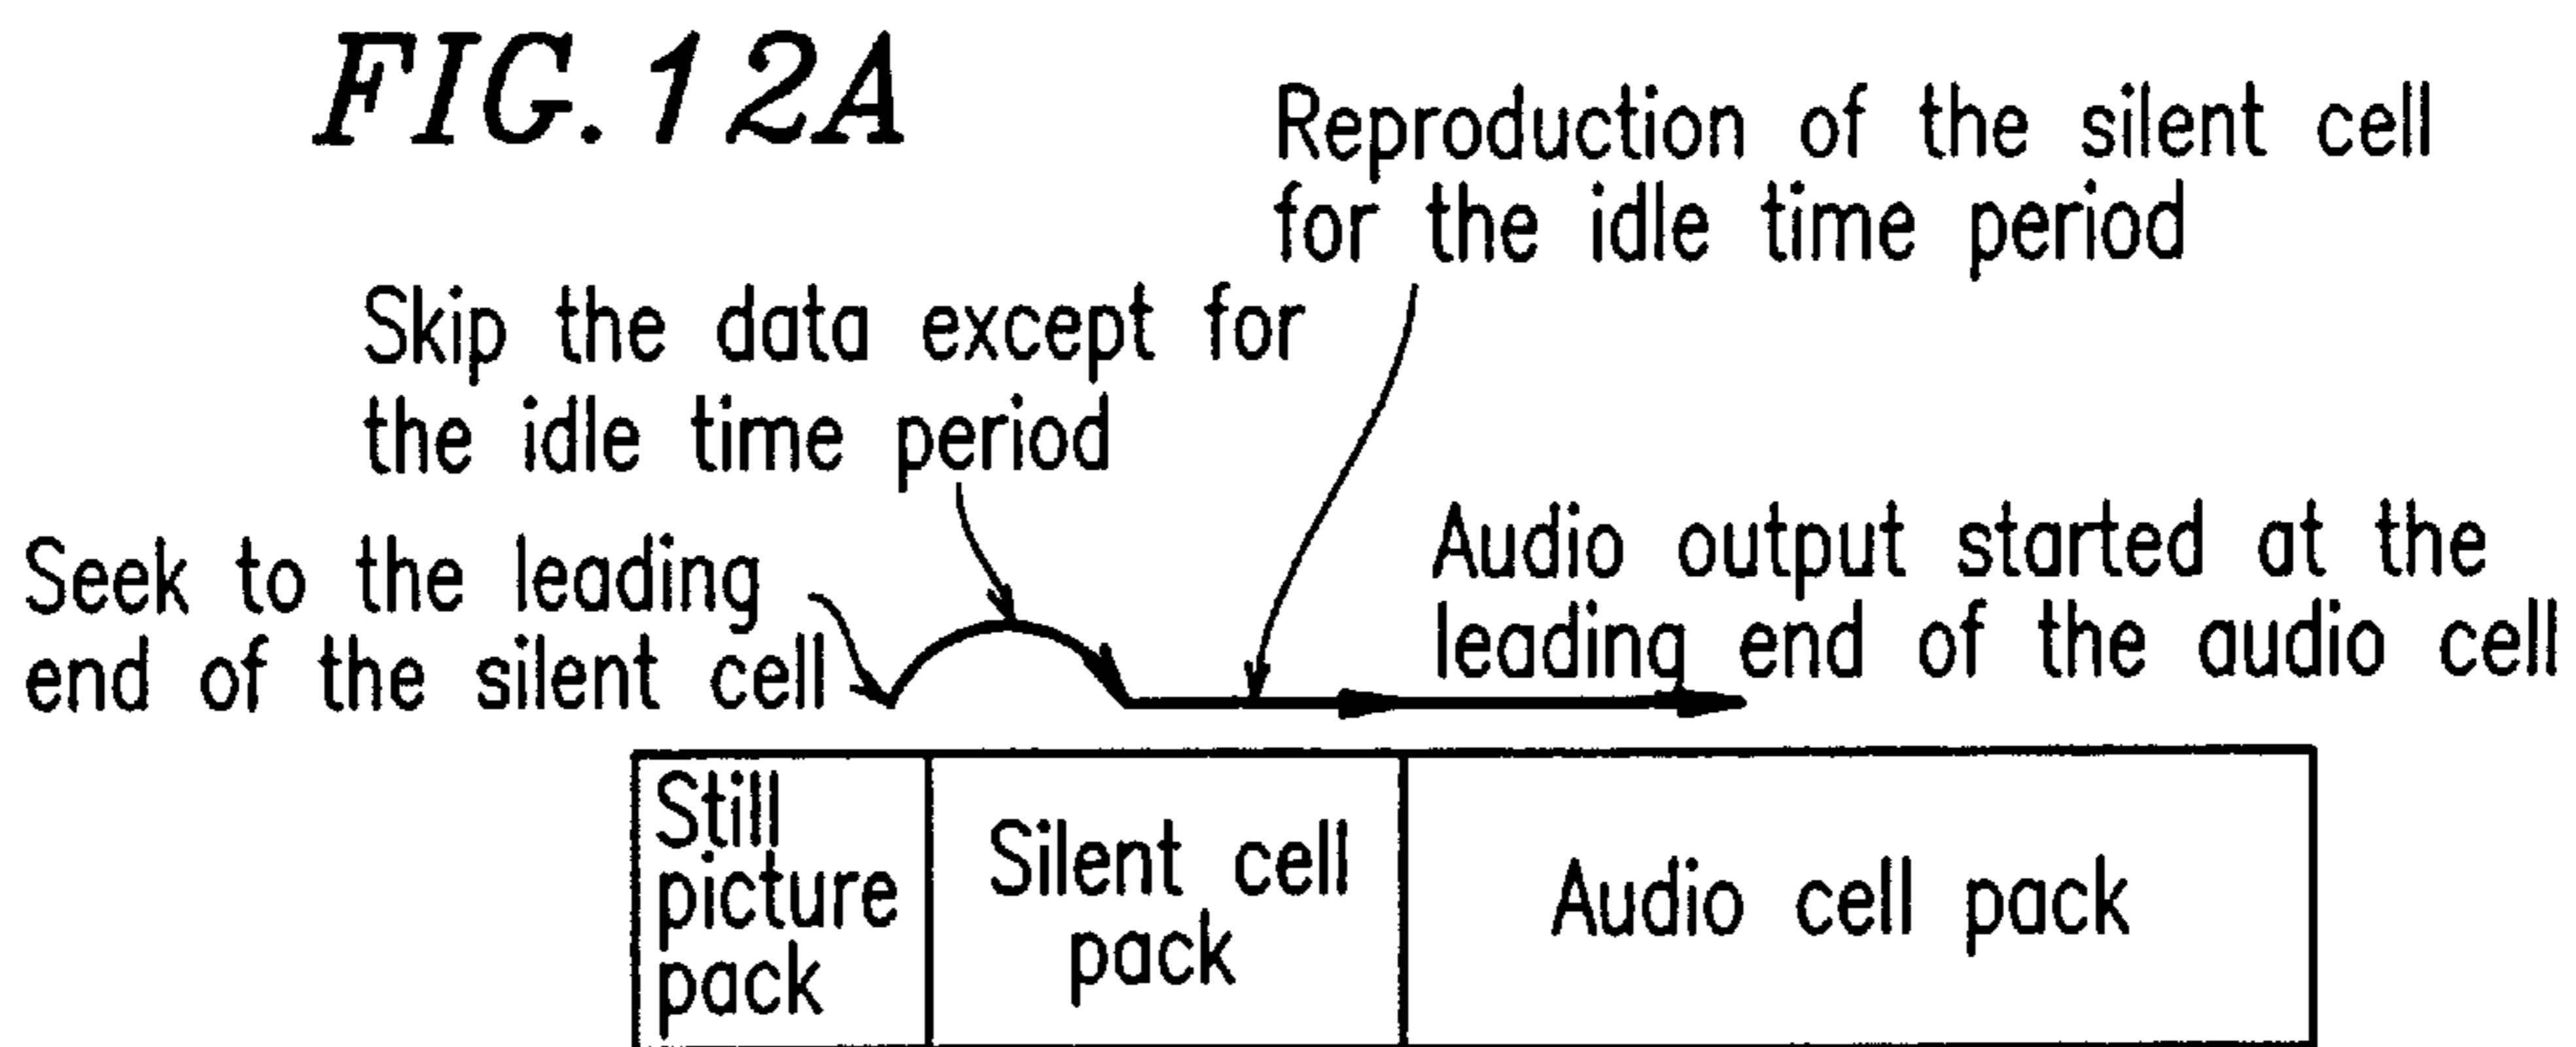 FIG. 12A
Reproduction of the silent cell
for the idle time period
Skip the data except for
the idle time period
Seek to the leading
end of the silent cell
Audio output started at the
leading end of the audio cell
Still
picture
pack
Silent cell
pack
Audio cell pack